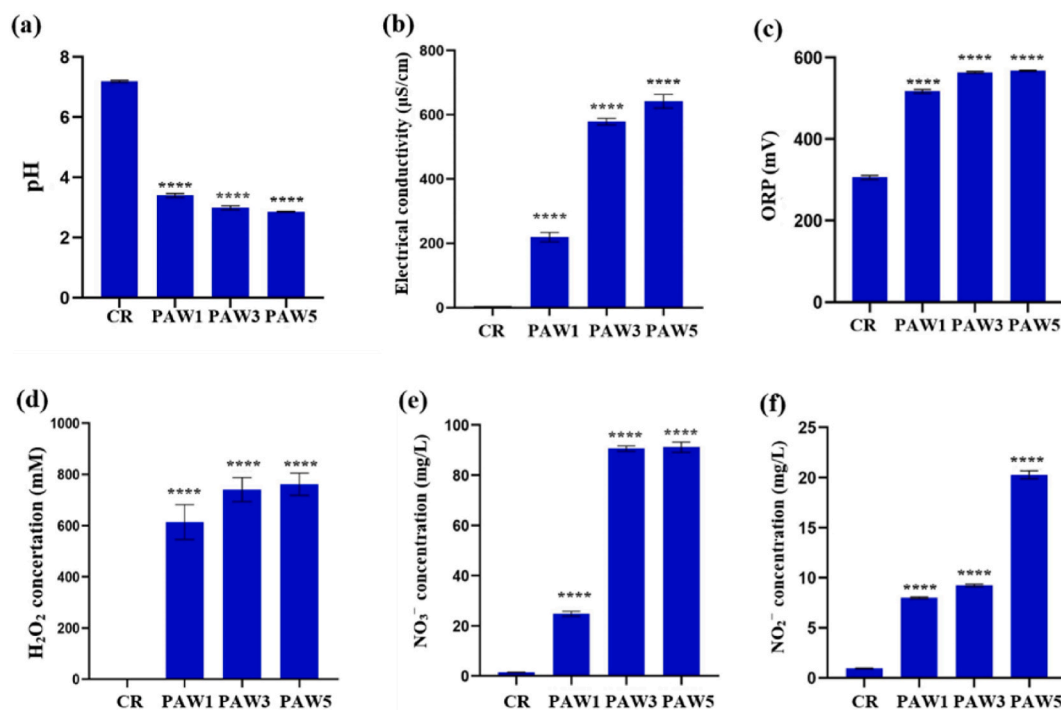 (a)
pH
8
6
4
2
0
****
****
****
CR PAW1 PAW3 PAW5
(b)
Electrical conductivity (µS/cm)
800
600
400
200
0
****
****
****
CR PAW1 PAW3 PAW5
(c)
ORP (mV)
600
400
200
0
****
****
****
CR PAW1 PAW3 PAW5
(d)
H₂O₂ concertation (mM)
1000
800
600
400
200
0
****
****
****
CR PAW1 PAW3 PAW5
(e)
NO₃⁻ concentration (mg/L)
100
80
60
40
20
0
****
****
****
CR PAW1 PAW3 PAW5
(f)
NO₂⁻ concentration (mg/L)
25
20
15
10
5
0
****
****
****
CR PAW1 PAW3 PAW5